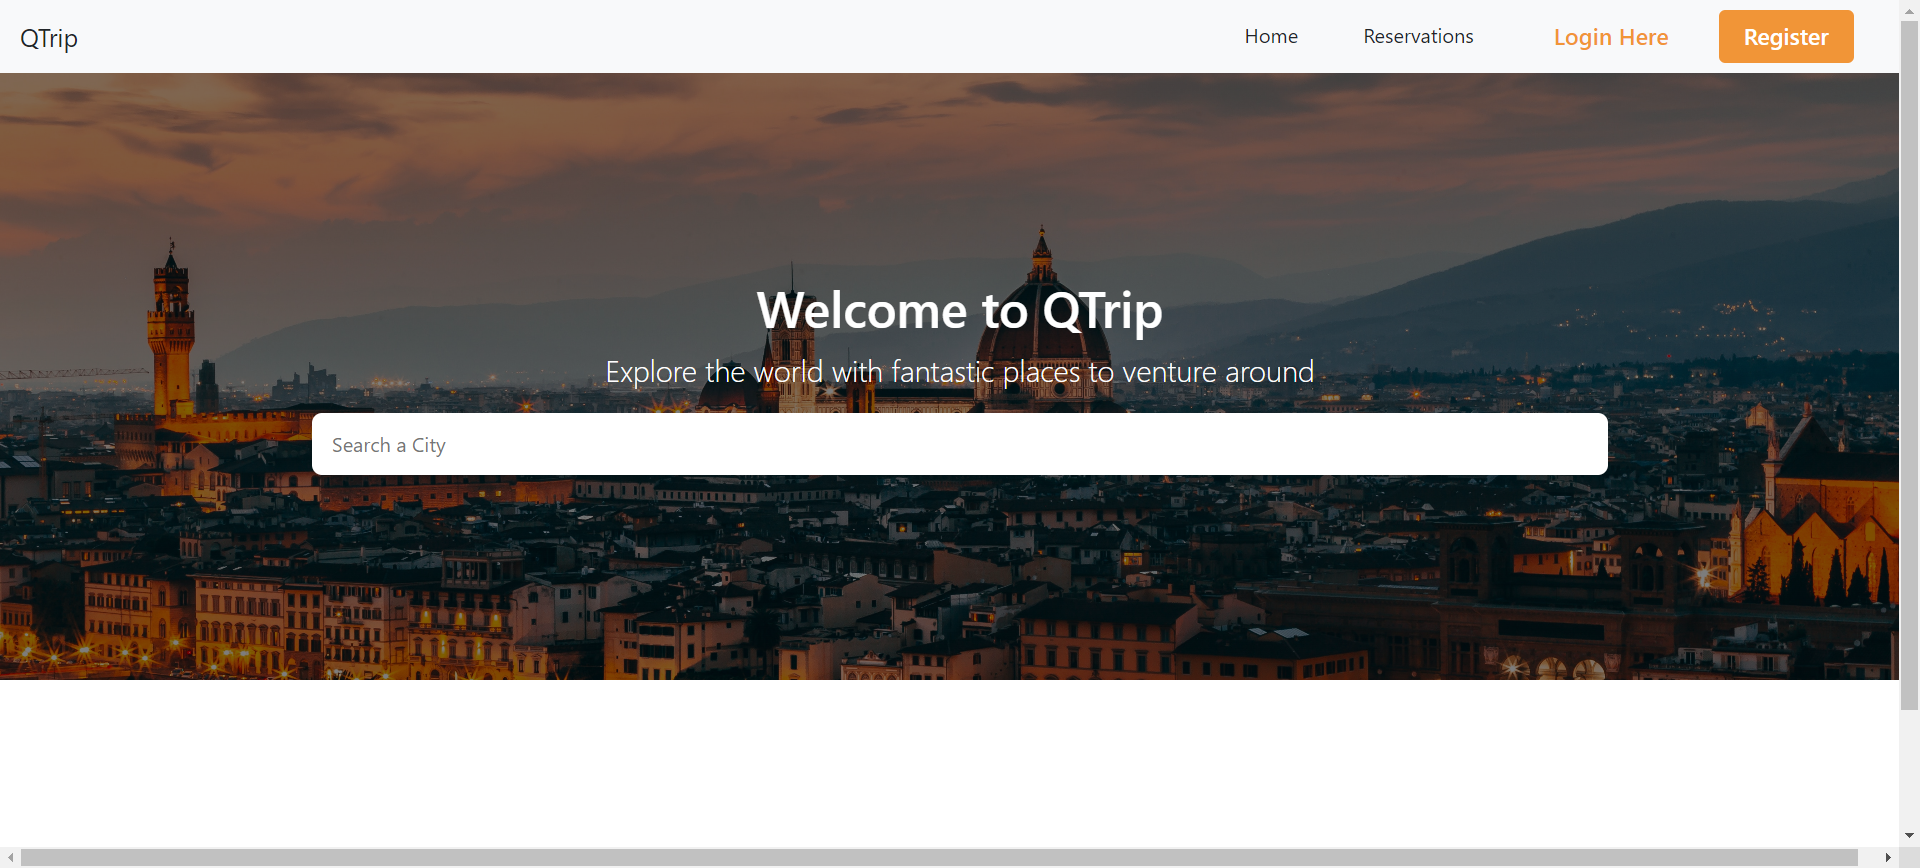 QTrip
Home
Reservations
Login Here
Register
Welcome to QTrip
Explore the world with fantastic places to venture around
Search a City